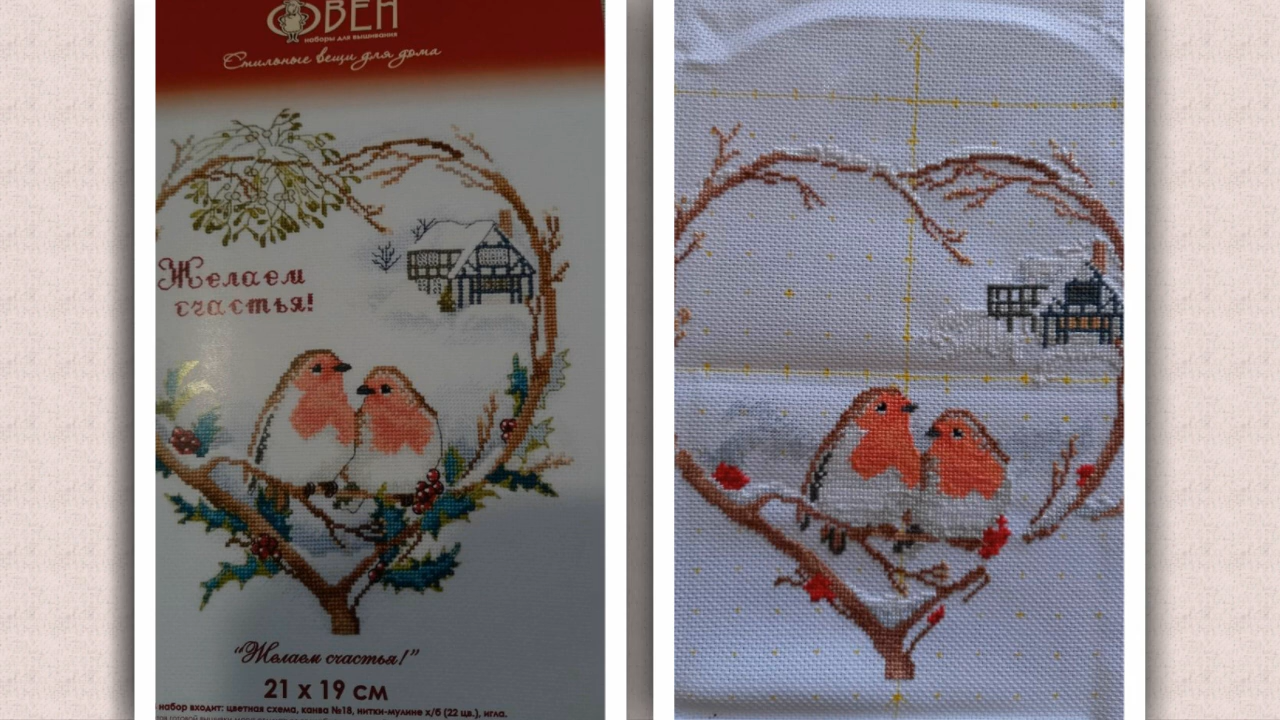 ОВЕН
наборы для вышивания
Стильные вещи для дома
Желаем
счастья!
"Желаем счастья!"
21 х 19 см
набор входит: цветная схема, канва №18, нитки-мулине х/б (22 цв.), игла.